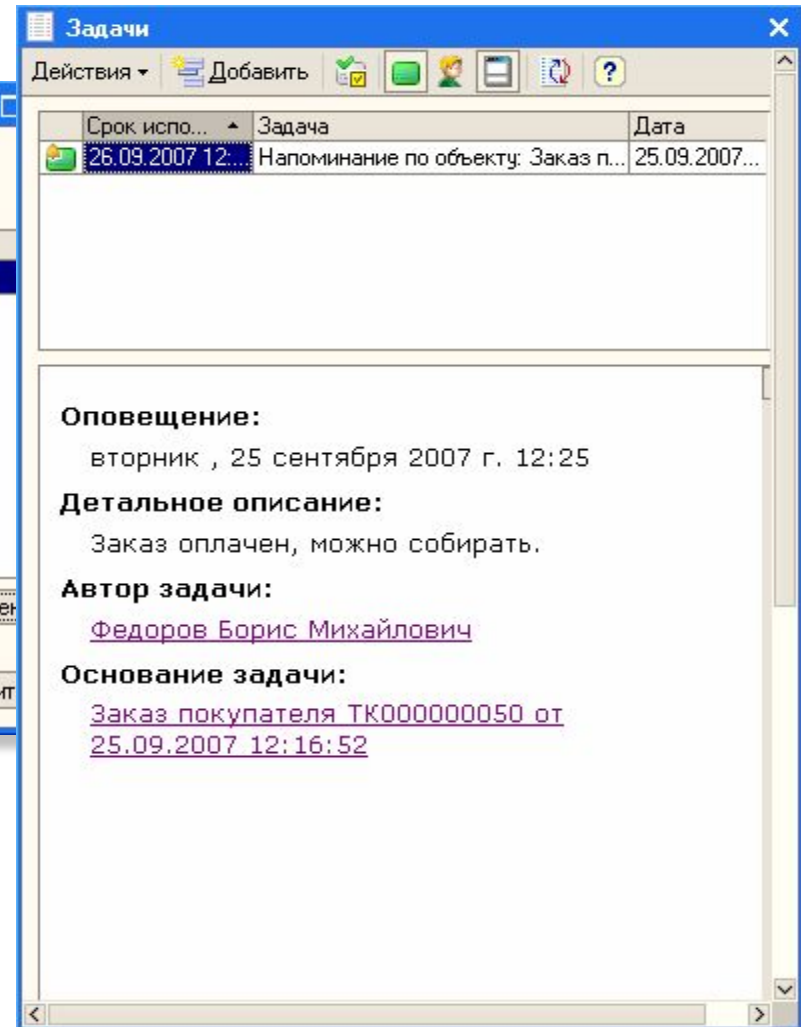 Задачи
Действия Добавить
Срок испо... Задача Дата
26.09.2007 12:... Напоминание по объекту: Заказ п... 25.09.2007...
Оповещение:
вторник , 25 сентября 2007 г. 12:25
Детальное описание:
Заказ оплачен, можно собирать.
Автор задачи:
Федоров Борис Михайлович
Основание задачи:
Заказ покупателя ТК000000050 от
25.09.2007 12:16:52